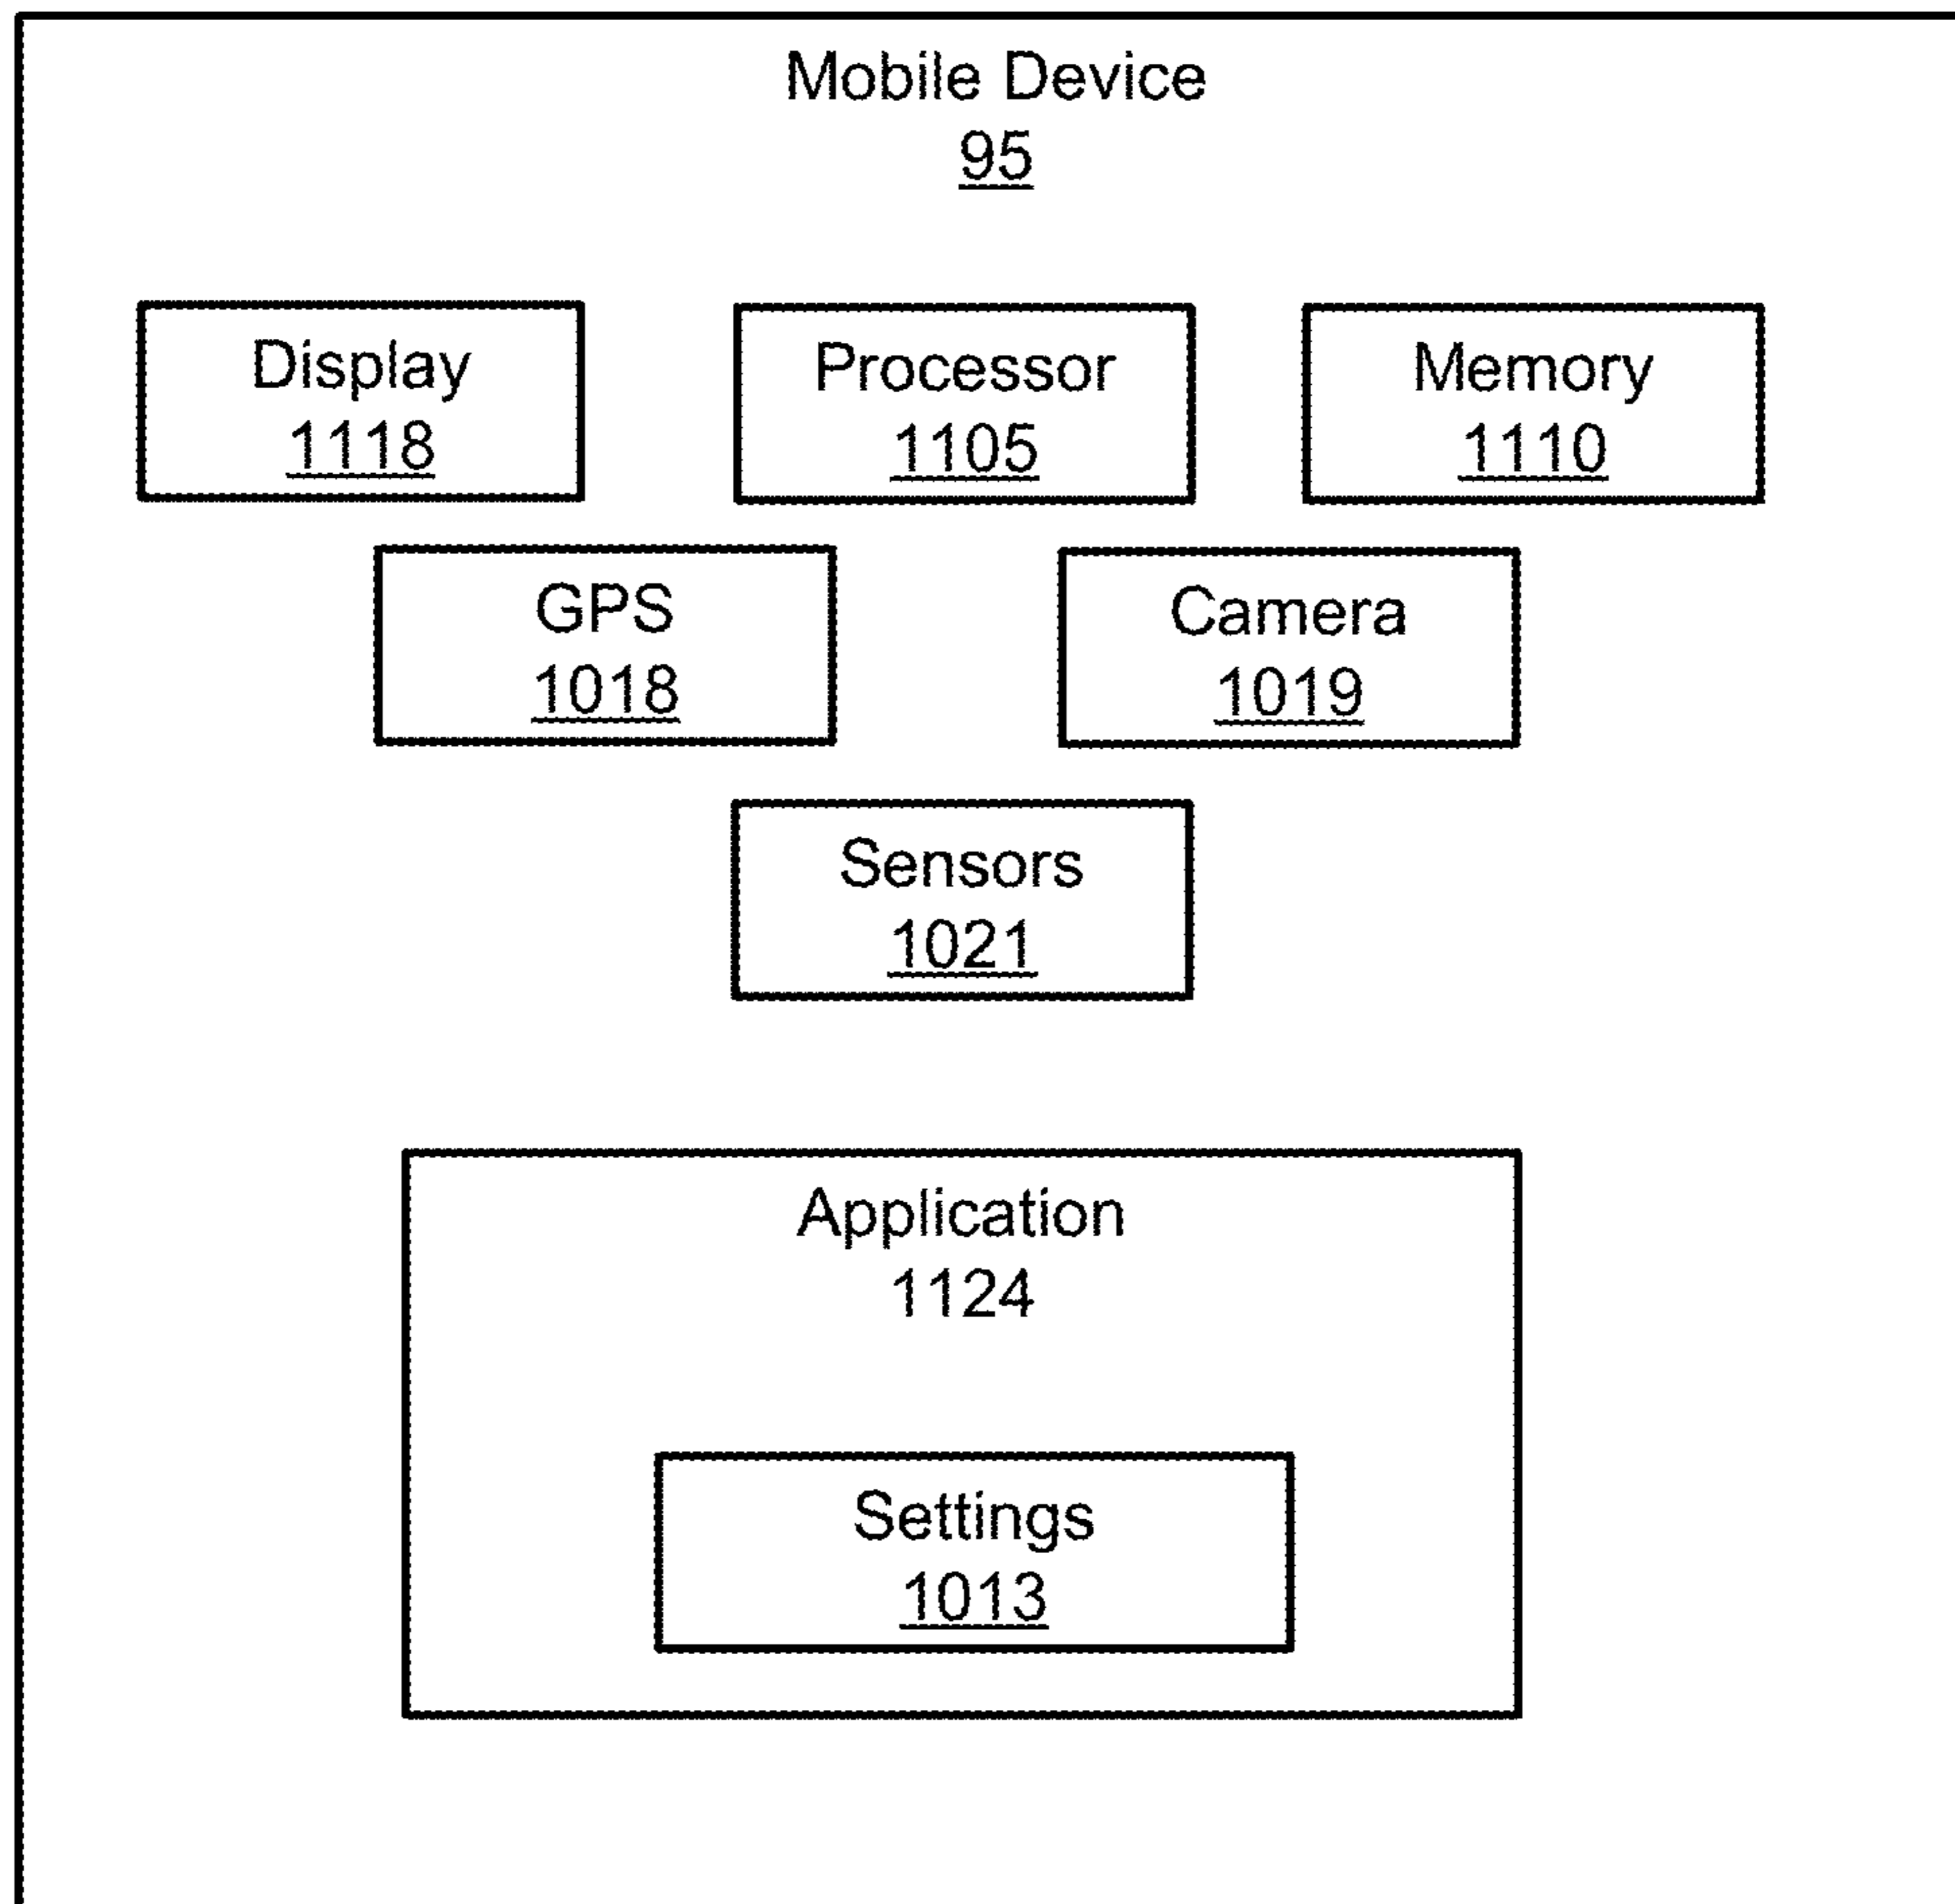 Mobile Device
95
Display
1118
Processor
1105
Memory
1110
GPS
1018
Camera
1019
Sensors
1021
Application
1124
Settings
1013